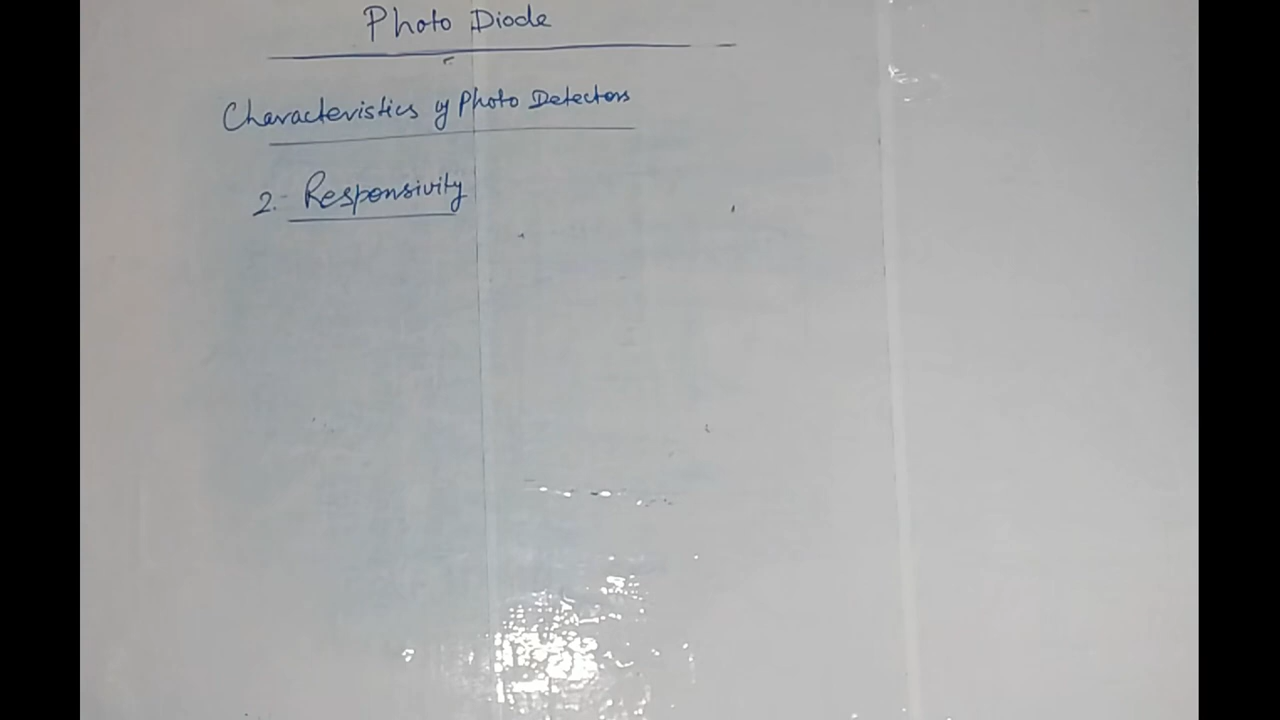 Photo Diode
Characteristics of Photo Detectors
2. Responsivity